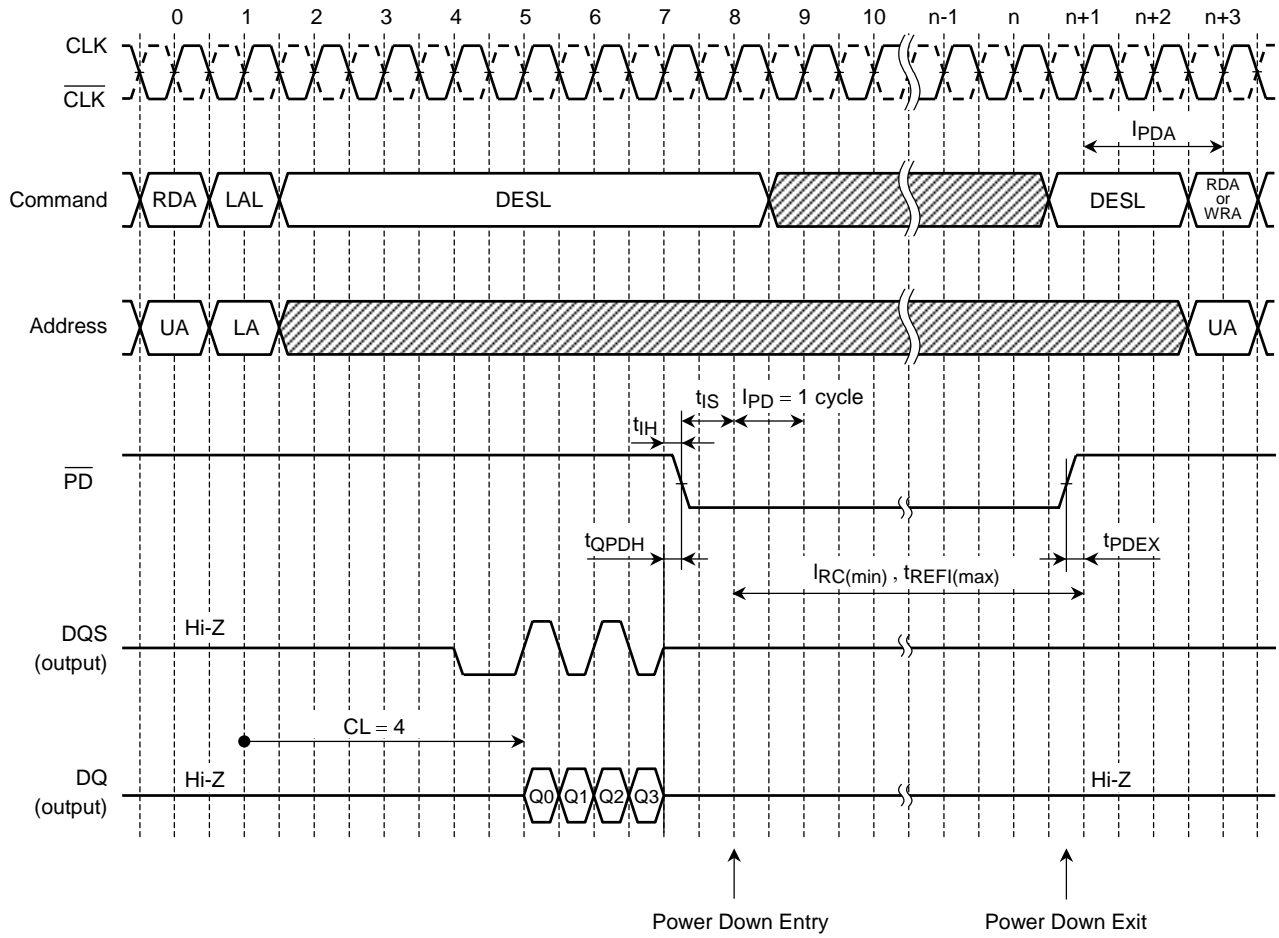 0 1 2 3 4 5 6 7 8 9 10 n-1 n n+1 n+2 n+3
CLK
CLK
IPDA
Command RDA LAL DESL DESL RDA or WRA
Address UA LA UA
tIS IPD = 1 cycle
tIH
PD
tQPDH tPDEX
IRC(min) , tREFI(max)
DQS
(output)
Hi-Z
CL = 4
DQ
(output)
Hi-Z Q0 Q1 Q2 Q3 Hi-Z
Power Down Entry Power Down Exit